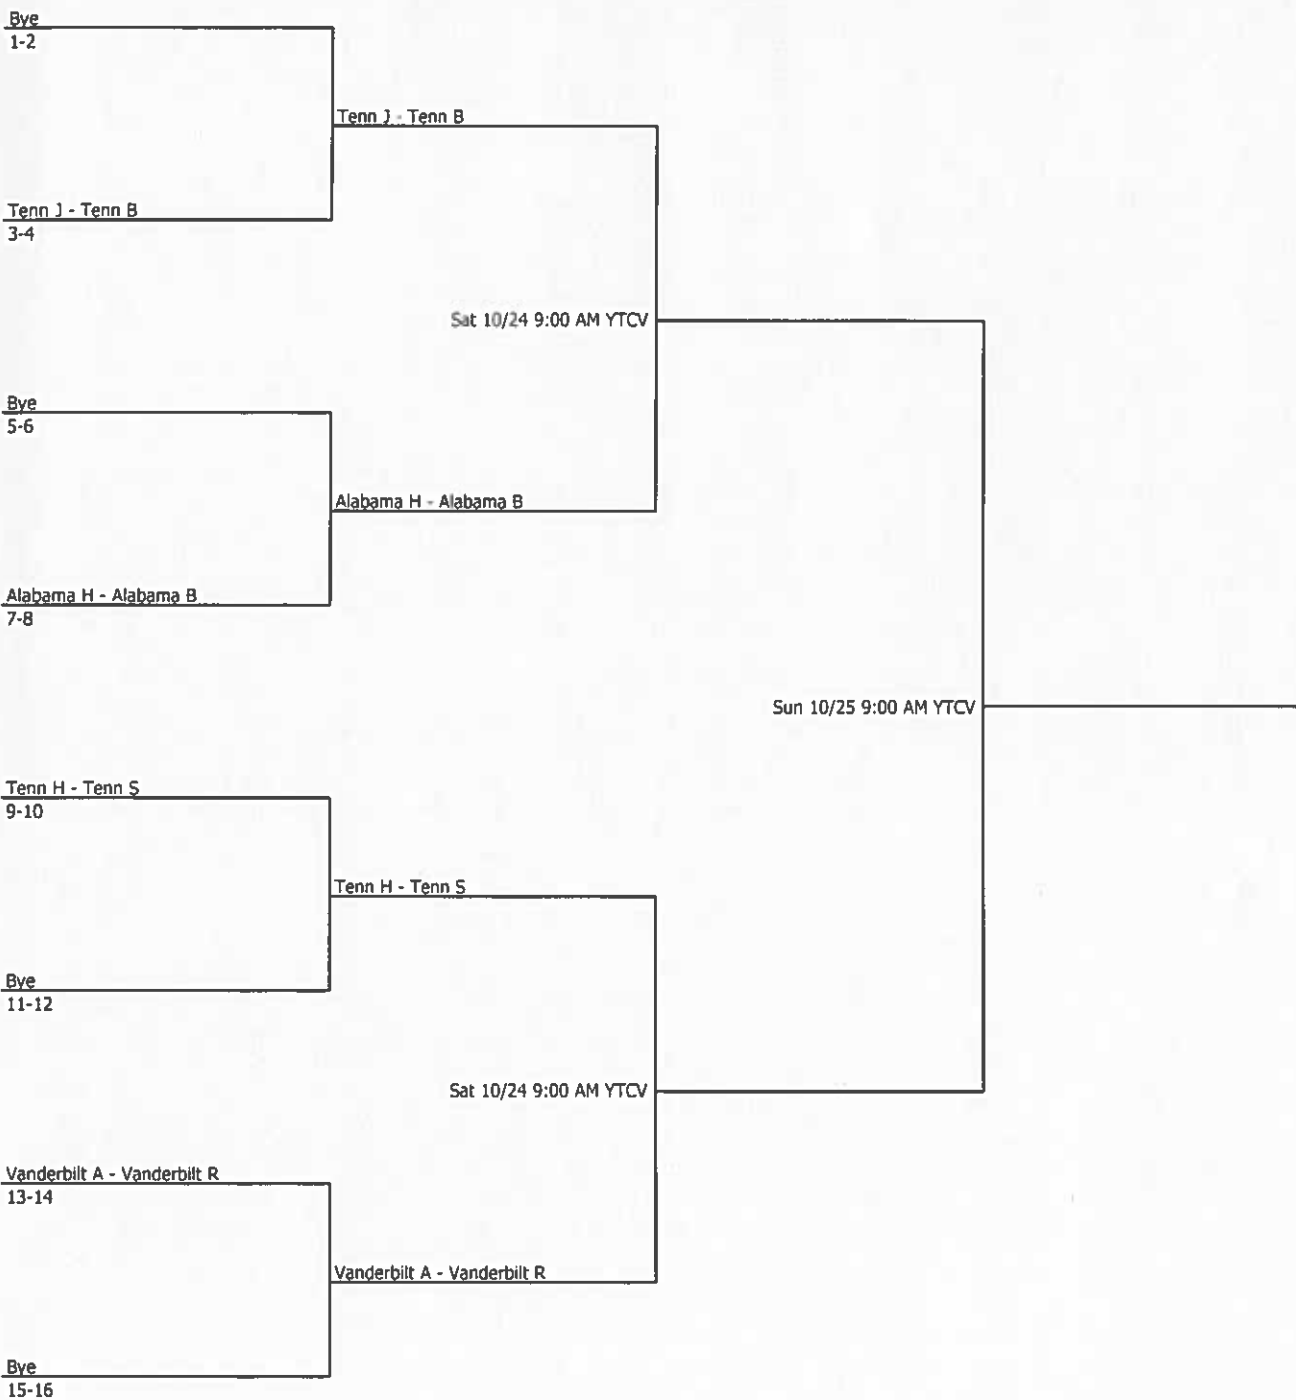 Bye
1-2
Tenn J - Tenn B
Tenn J - Tenn B
3-4
Sat 10/24 9:00 AM YTCV
Bye
5-6
Alabama H - Alabama B
Alabama H - Alabama B
7-8
Sun 10/25 9:00 AM YTCV
Tenn H - Tenn S
9-10
Tenn H - Tenn S
Bye
11-12
Sat 10/24 9:00 AM YTCV
Vanderbilt A - Vanderbilt R
13-14
Vanderbilt A - Vanderbilt R
Bye
15-16